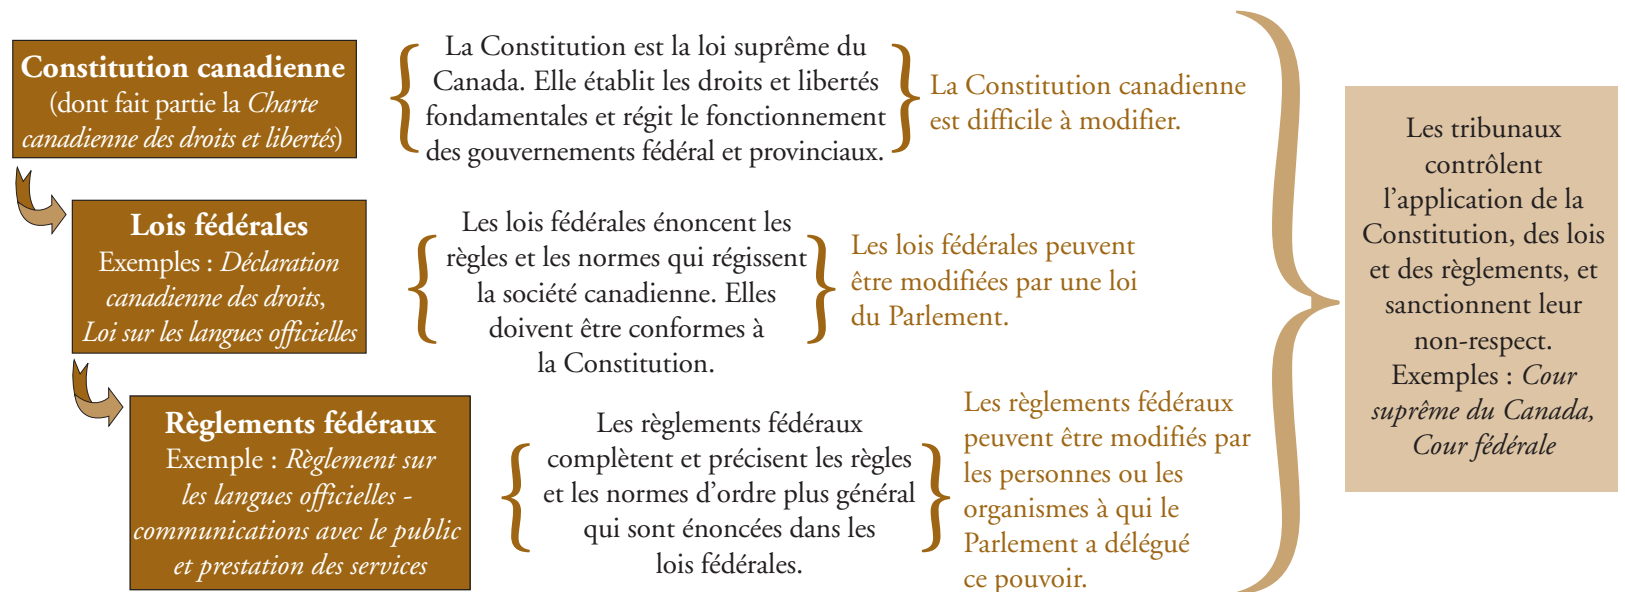 Constitution canadienne
(dont fait partie la Charte
canadienne des droits et libertés)
La Constitution est la loi suprême du
Canada. Elle établit les droits et libertés
fondamentales et régit le fonctionnement
des gouvernements fédéral et provinciaux.
La Constitution canadienne
est difficile à modifier.
Lois fédérales
Exemples : Déclaration
canadienne des droits,
Loi sur les langues officielles
Les lois fédérales énoncent les
règles et les normes qui régissent
la société canadienne. Elles
doivent être conformes à
la Constitution.
Les lois fédérales peuvent
être modifiées par une loi
du Parlement.
Règlements fédéraux
Exemple : Règlement sur
les langues officielles -
communications avec le public
et prestation des services
Les règlements fédéraux
complètent et précisent les règles
et les normes d’ordre plus général
qui sont énoncées dans les
lois fédérales.
Les règlements fédéraux
peuvent être modifiés par
les personnes ou les
organismes à qui le
Parlement a délégué
ce pouvoir.
Les tribunaux
contrôlent
l’application de la
Constitution, des lois
et des règlements, et
sanctionnent leur
non-respect.
Exemples : Cour
suprême du Canada,
Cour fédérale